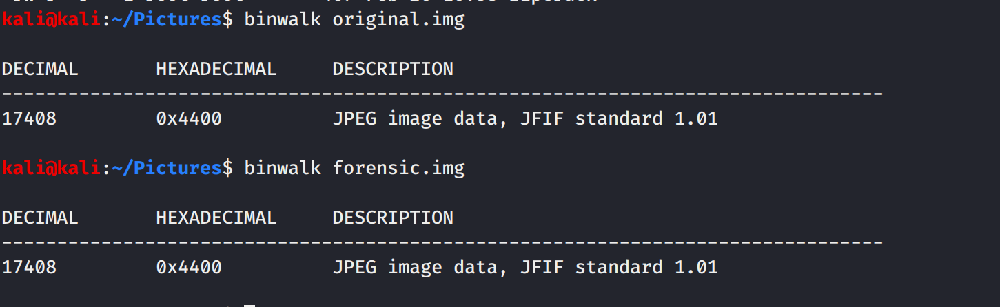 kali@kali:~/Pictures$ binwalk original.img
DECIMAL       HEXADECIMAL     DESCRIPTION
--------------------------------------------------------------------------------
17408         0x4400          JPEG image data, JFIF standard 1.01
kali@kali:~/Pictures$ binwalk forensic.img
DECIMAL       HEXADECIMAL     DESCRIPTION
--------------------------------------------------------------------------------
17408         0x4400          JPEG image data, JFIF standard 1.01